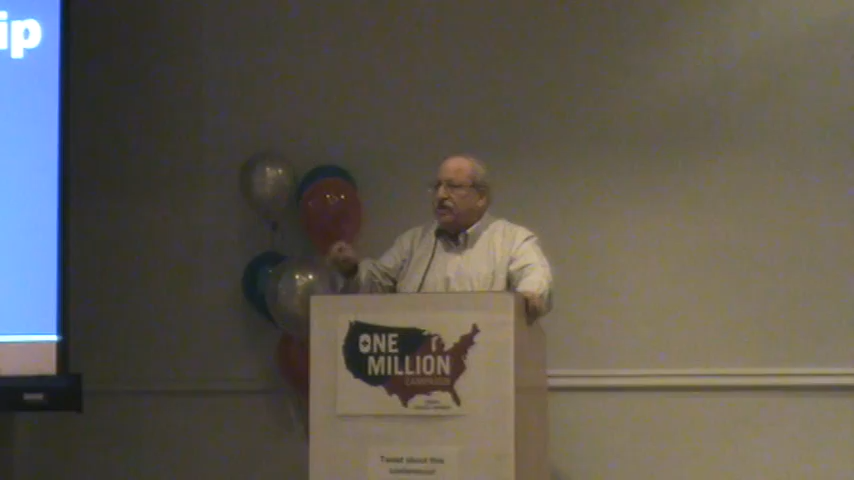 ip
ONE
MILLION
CAMPAIGN
Tweet about this
conference!